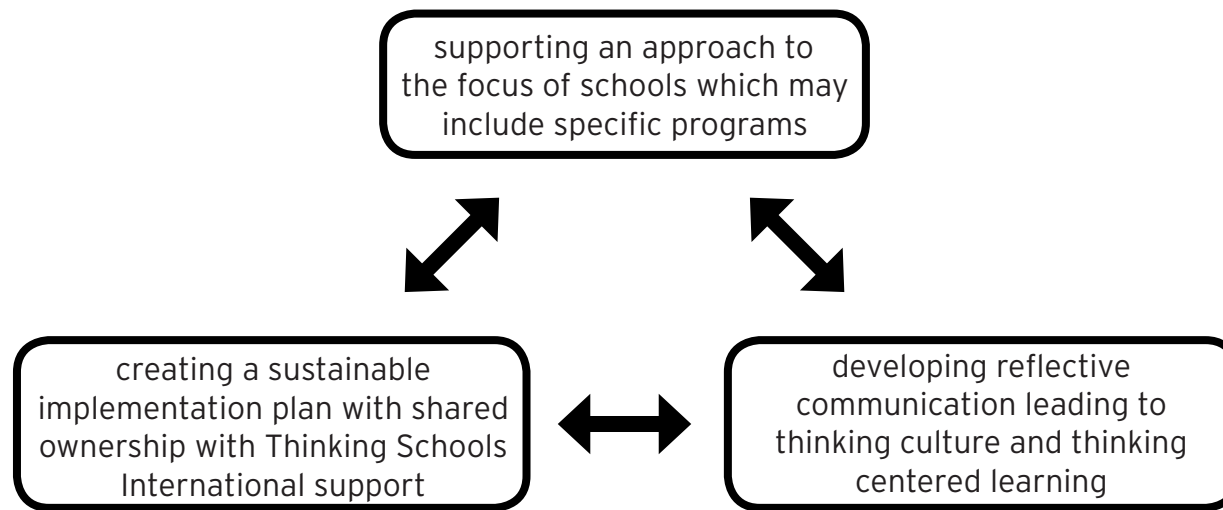 supporting an approach to
the focus of schools which may
include specific programs
creating a sustainable
implementation plan with shared
ownership with Thinking Schools
International support
developing reflective
communication leading to
thinking culture and thinking
centered learning